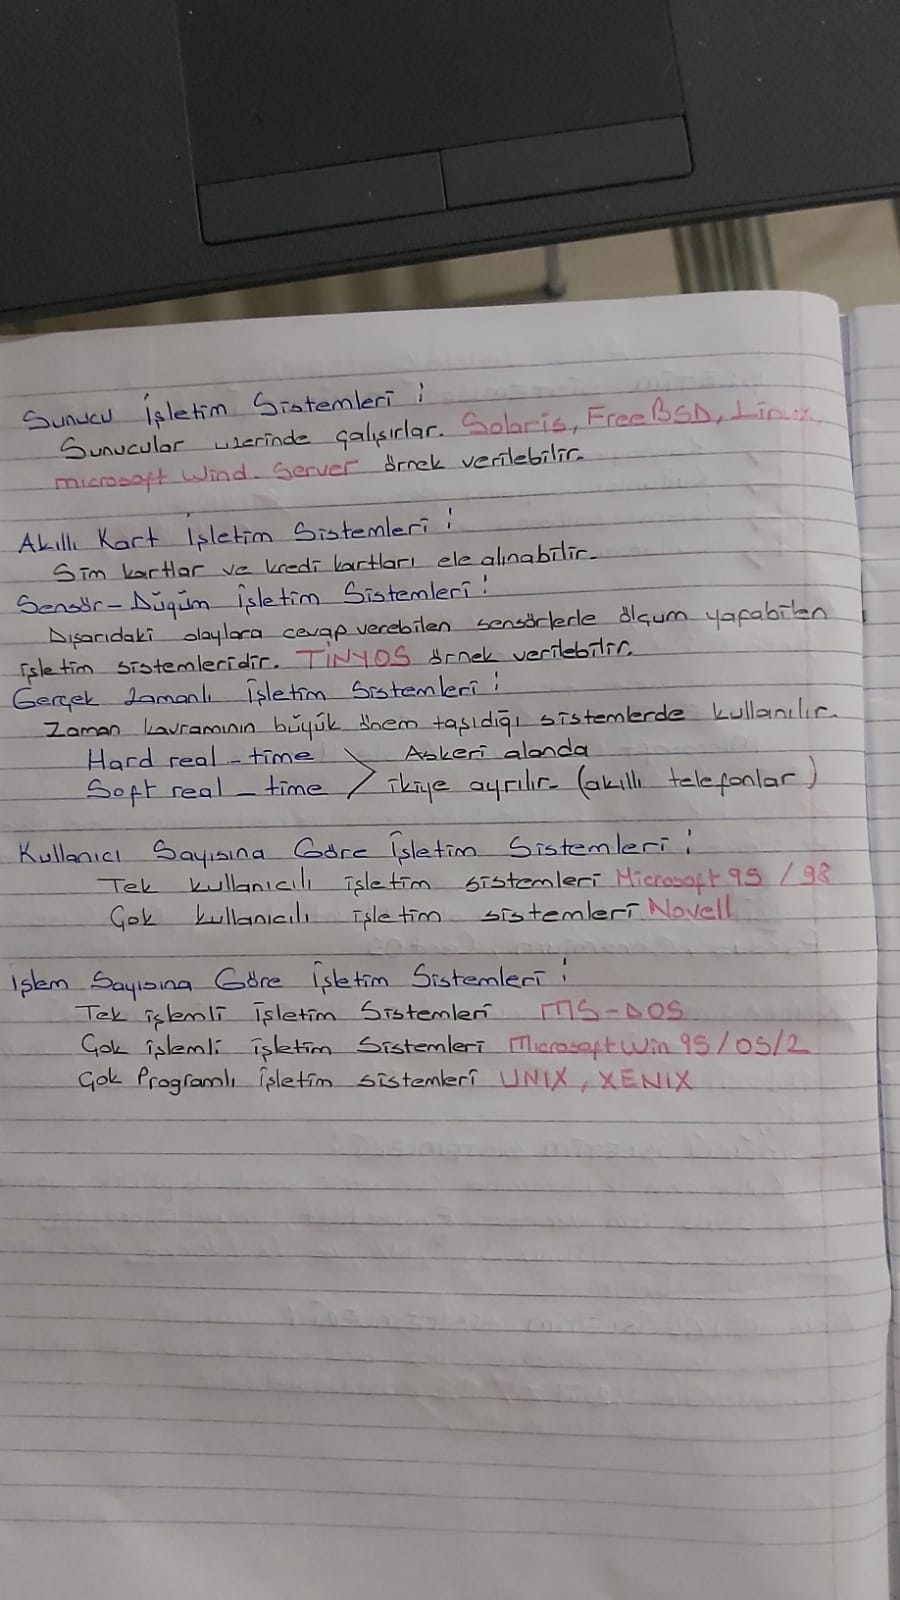 Sunucu İşletim Sistemleri :
Sunucular üzerinde çalışırlar. Solaris, FreeBSD, Linux,
microsoft Wind. Server örnek verilebilir.
Akıllı Kart İşletim Sistemleri :
Sim kartlar ve kredi kartları ele alınabilir.
Sensör-Düğüm İşletim Sistemleri :
Dışarıdaki olaylara cevap verebilen sensörlerle ölçüm yapabilen
işletim sistemleridir. TİNYOS örnek verilebilir.
Gerçek Zamanlı İşletim Sistemleri :
Zaman kavramının büyük önem taşıdığı sistemlerde kullanılır.
Hard real-time > Askeri alanda
Soft real-time ikiye ayrılır. (akıllı telefonlar)
Kullanıcı Sayısına Göre İşletim Sistemleri :
Tek kullanıcılı işletim sistemleri Microsoft 95 / 98
Çok kullanıcılı işletim sistemleri Novell
İşlem Sayısına Göre İşletim Sistemleri :
Tek işlemli işletim Sistemleri MS-DOS
Çok işlemli işletim Sistemleri Microsoft Win 95/OS/2
Çok Programlı işletim sistemleri UNIX, XENIX